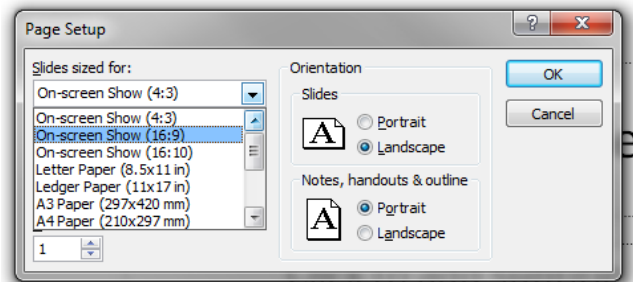 Page Setup
Slides sized for:
On-screen Show (4:3)
On-screen Show (4:3)
On-screen Show (16:9)
On-screen Show (16:10)
Letter Paper (8.5x11 in)
Ledger Paper (11x17 in)
A3 Paper (297x420 mm)
A4 Paper (210x297 mm)
1
Orientation
Slides
A
Portrait
Landscape
Notes, handouts & outline
A
Portrait
Landscape
OK
Cancel